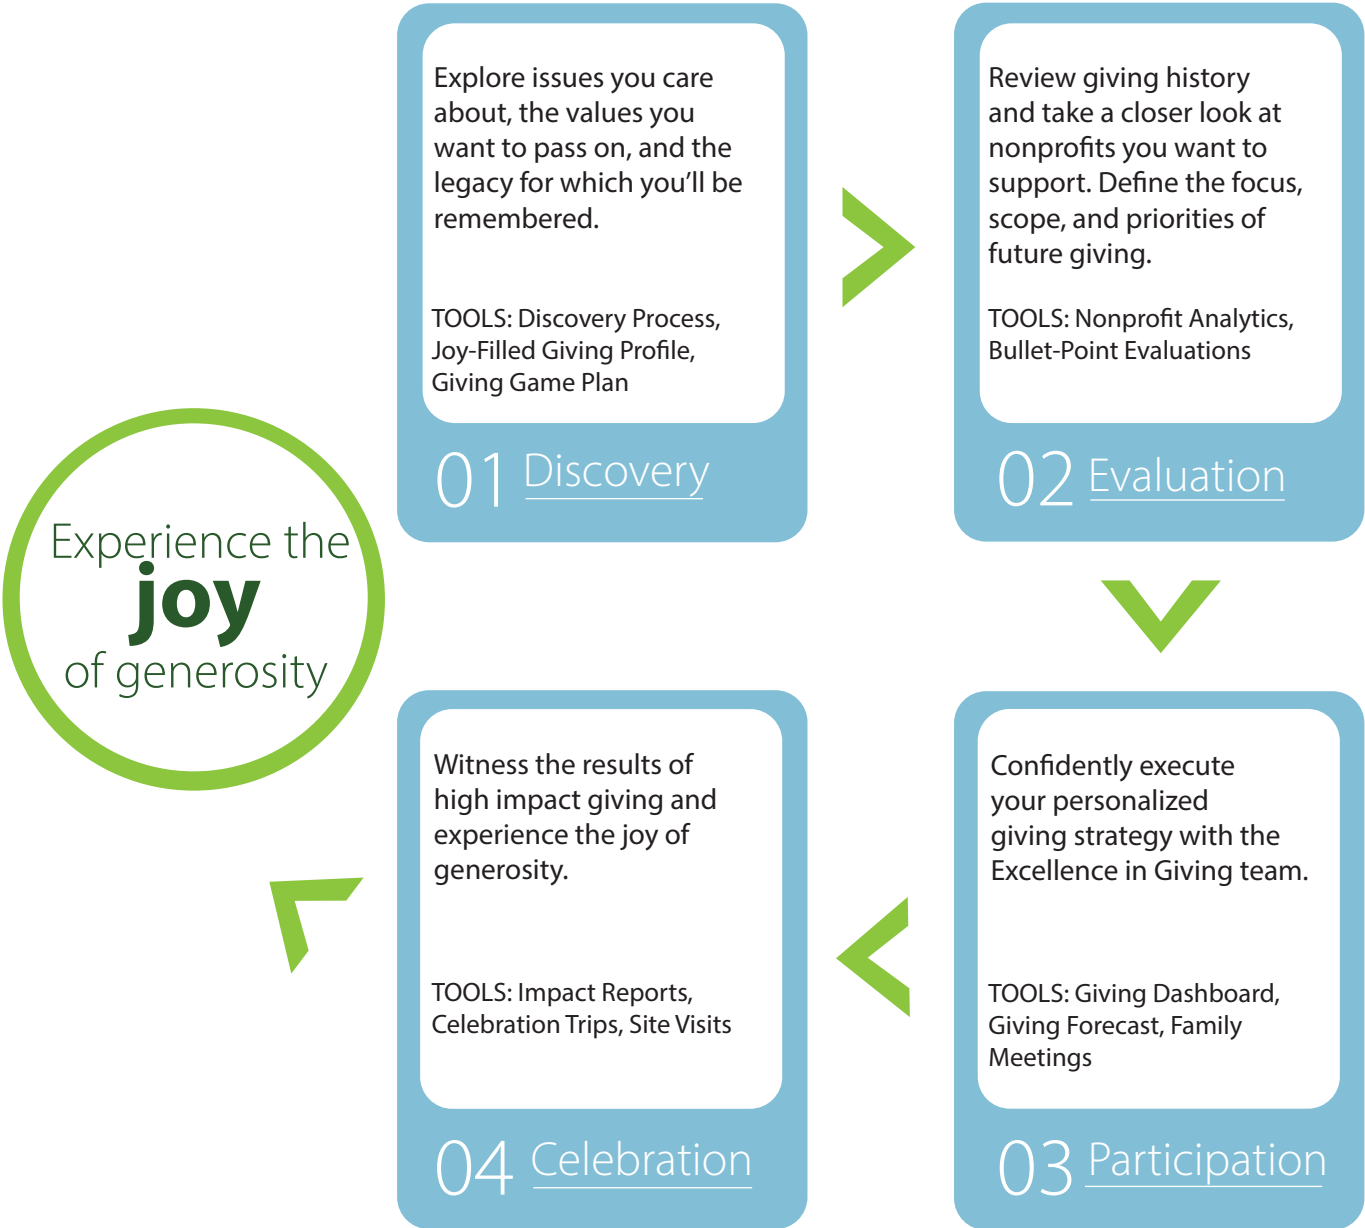 Explore issues you care
about, the values you
want to pass on, and the
legacy for which you’ll be
remembered.
TOOLS: Discovery Process,
Joy-Filled Giving Profile,
Giving Game Plan
01 Discovery
Review giving history
and take a closer look at
nonprofits you want to
support. Define the focus,
scope, and priorities of
future giving.
TOOLS: Nonprofit Analytics,
Bullet-Point Evaluations
02 Evaluation
Confidently execute
your personalized
giving strategy with the
Excellence in Giving team.
TOOLS: Giving Dashboard,
Giving Forecast, Family
Meetings
03 Participation
Witness the results of
high impact giving and
experience the joy of
generosity.
TOOLS: Impact Reports,
Celebration Trips, Site Visits
04 Celebration
Experience the
joy
of generosity